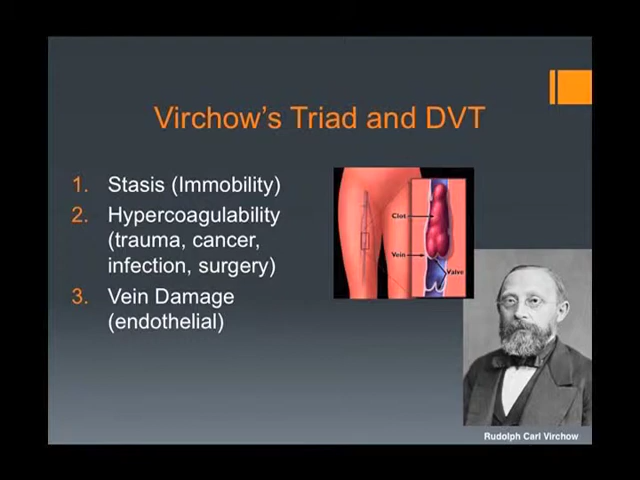 Virchow's Triad and DVT
1. Stasis (Immobility)
2. Hypercoagulability
(trauma, cancer,
infection, surgery)
3. Vein Damage
(endothelial)
Clot
Vein
Valve
Rudolph Carl Virchow